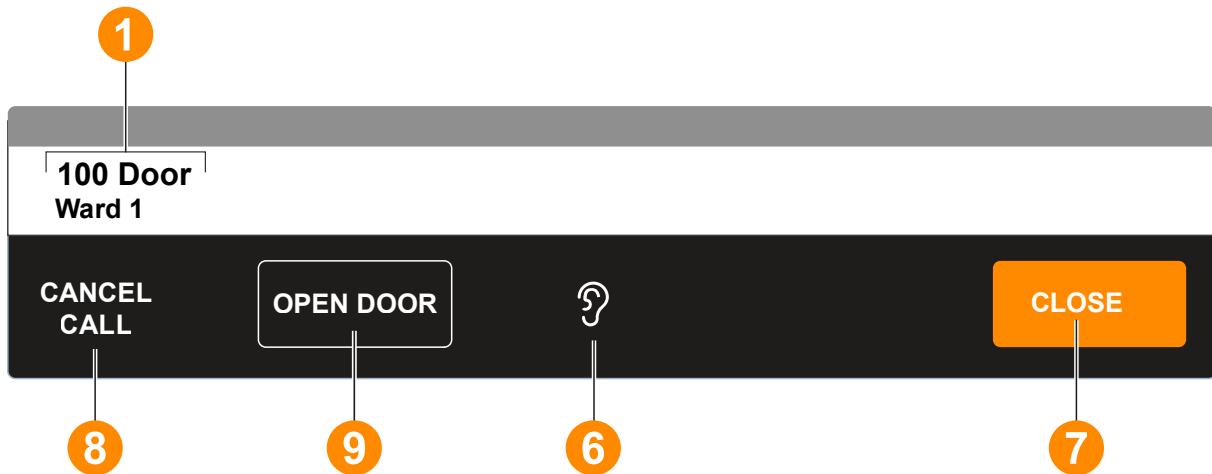 1
100 Door
Ward 1
CANCEL
CALL
OPEN DOOR
CLOSE
8
9
6
7